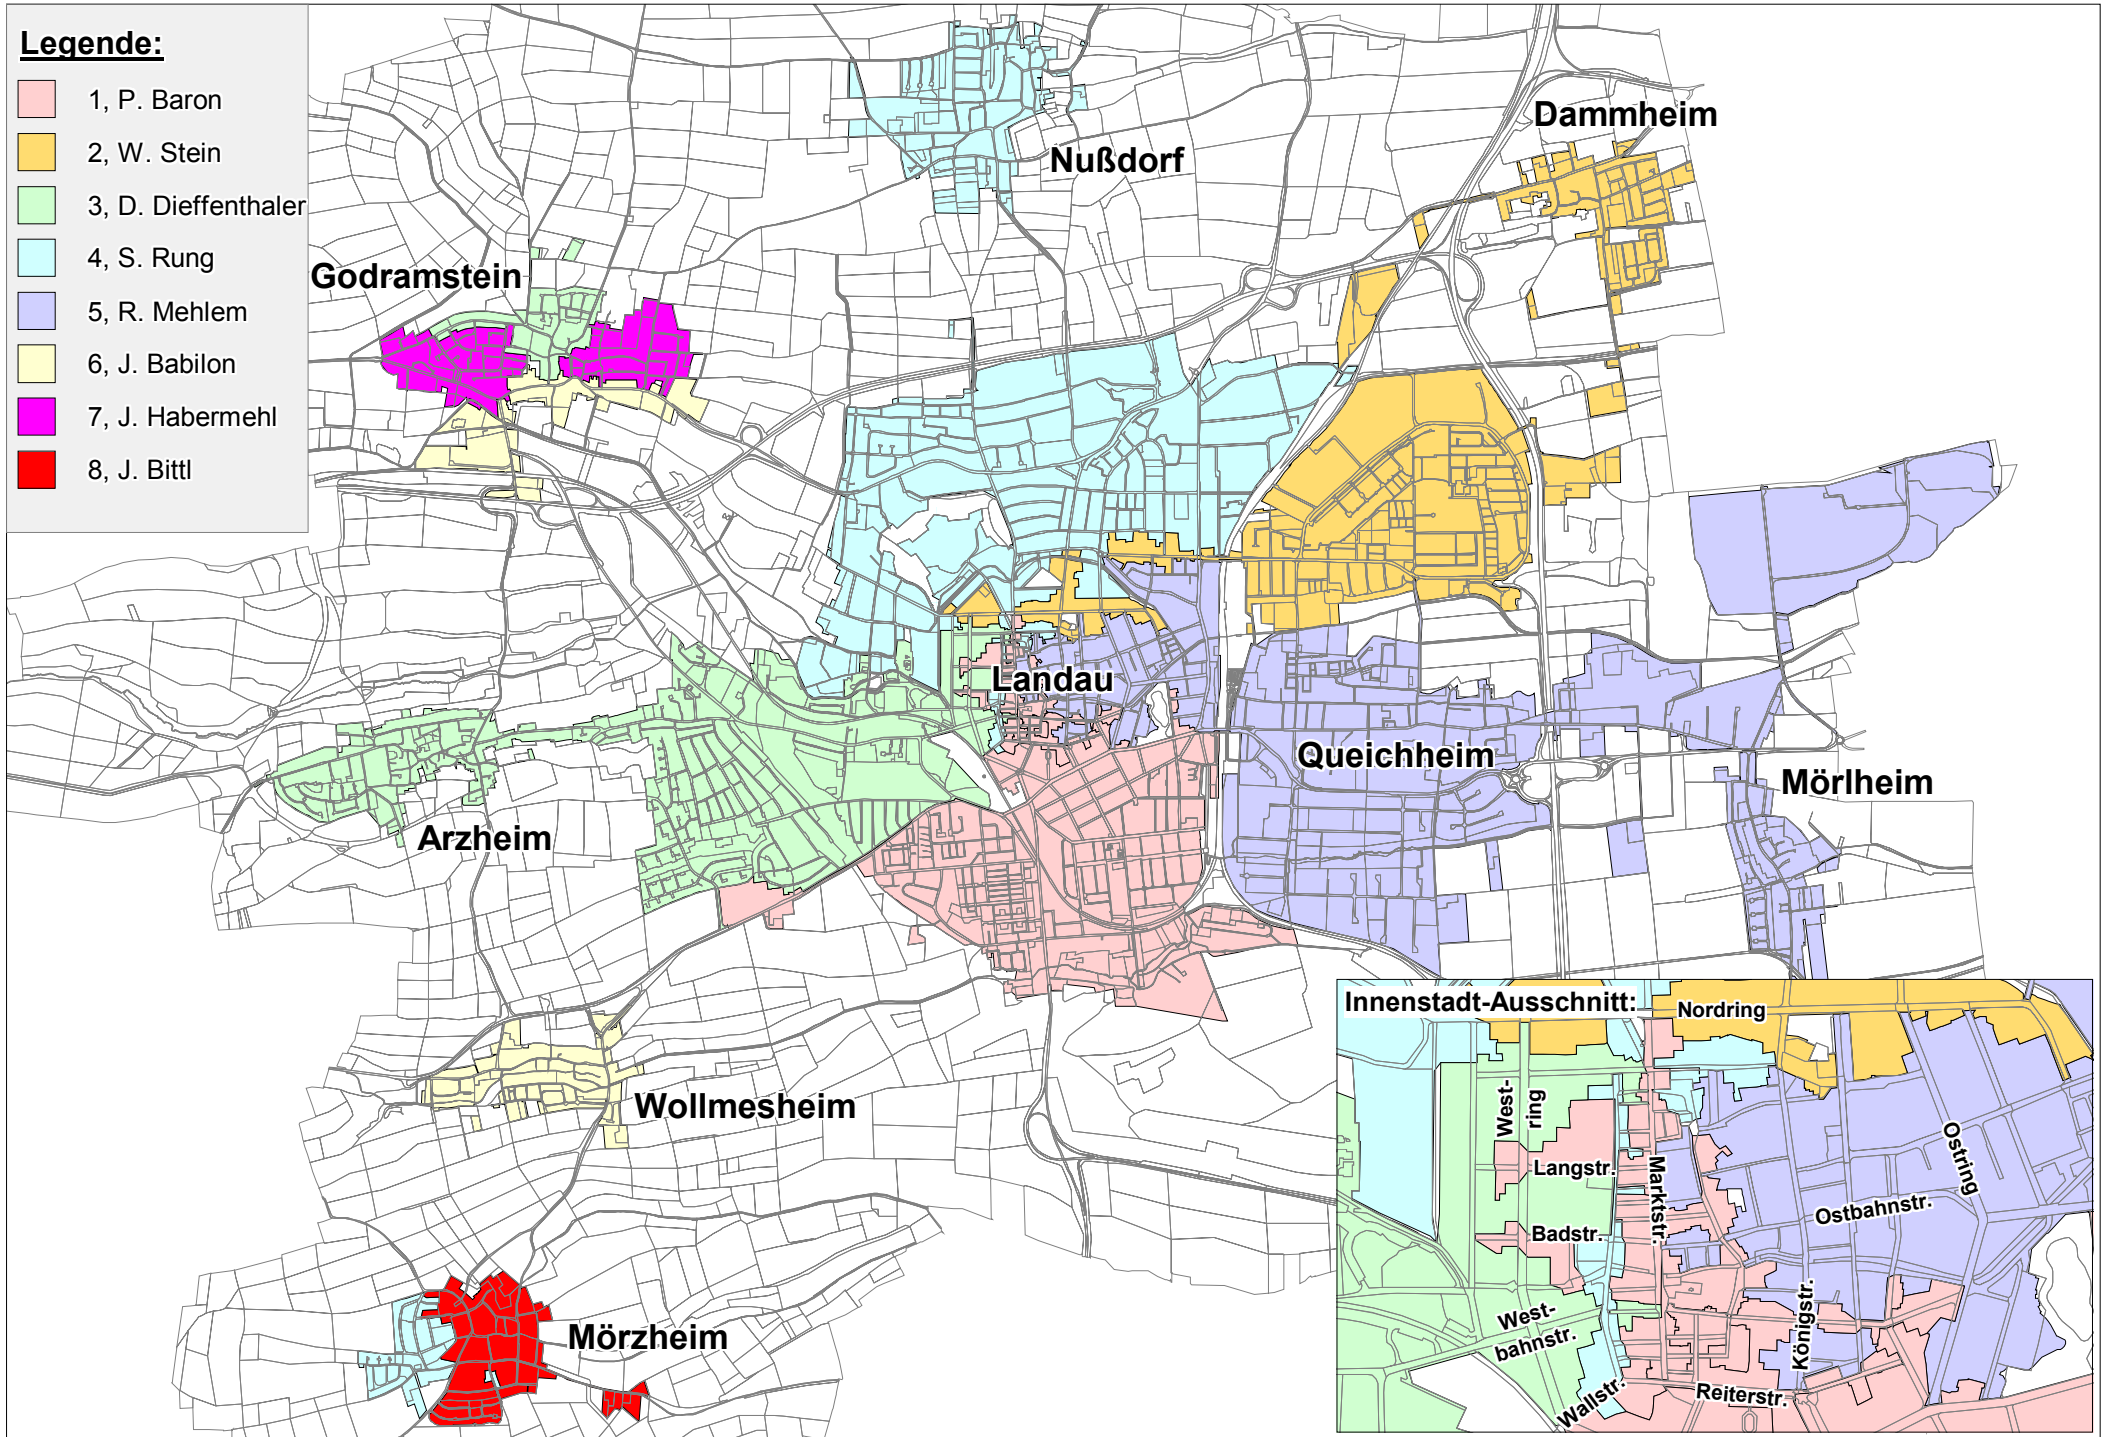 Legende:
1, P. Baron
2, W. Stein
3, D. Dieffenthaler
4, S. Rung
5, R. Mehlem
6, J. Babilon
7, J. Habermehl
8, J. Bittl
Dammheim
Nußdorf
Godramstein
Landau
Queichheim
Mörlheim
Arzheim
Wollmesheim
Mörzheim
Innenstadt-Ausschnitt:
Nordring
West-
ring
Ostring
Langstr.
Marktstr.
Ostbahnstr.
Badstr.
Königstr.
West-
bahnstr.
Wallstr.
Reiterstr.